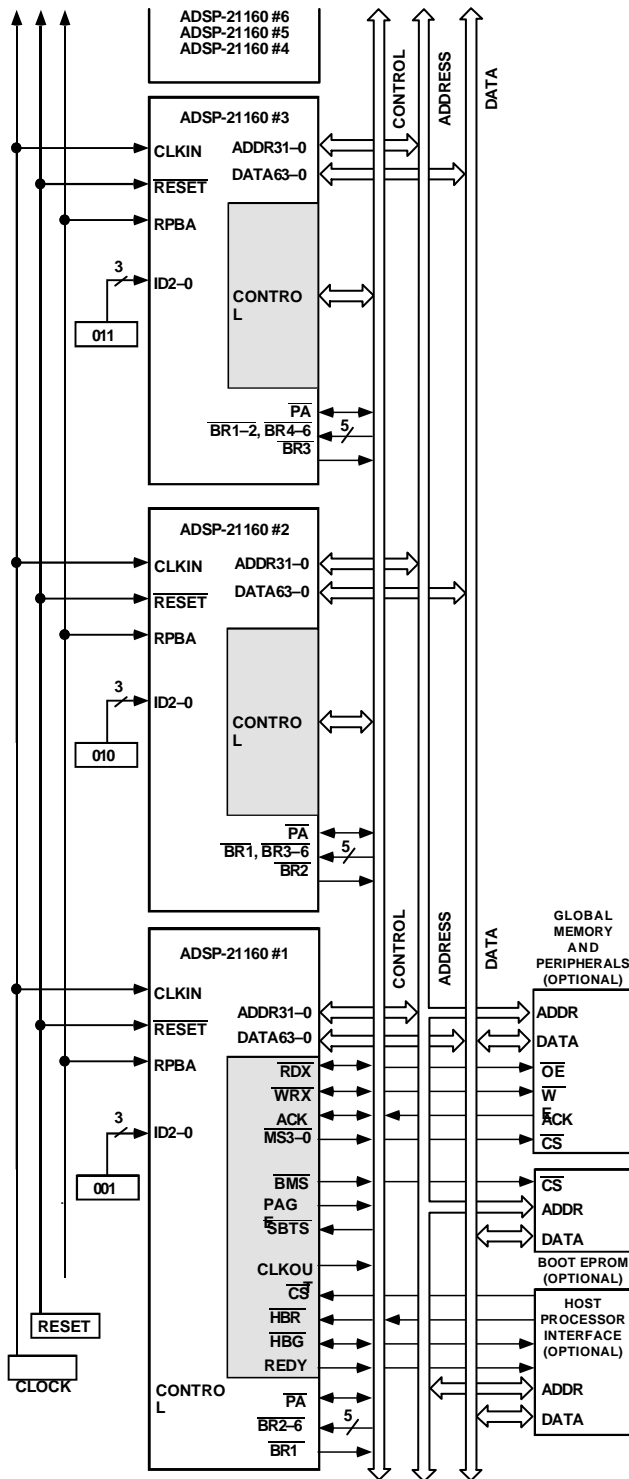 ADSP-21160 #6
ADSP-21160 #5
ADSP-21160 #4
CONTROL
ADDRESS
DATA
ADSP-21160 #3
CLKIN
ADDR31–0
RESET
DATA63–0
RPBA
3
ID2–0
011
CONTRO
L
PA
BR1–2, BR4–6
5
BR3
ADSP-21160 #2
CLKIN
ADDR31–0
RESET
DATA63–0
RPBA
3
ID2–0
010
CONTRO
L
PA
BR1, BR3–6
5
BR2
CONTROL
ADDRESS
DATA
ADSP-21160 #1
CLKIN
ADDR31–0
RESET
DATA63–0
RPBA
3
ID2–0
001
RDX
WRX
ACK
MS3–0
BMS
PAG
E
SBTS
CLKOU
T
CS
HBR
HBG
REDY
CONTRO
L
PA
BR2–6
5
BR1
GLOBAL
MEMORY
AND
PERIPHERALS
(OPTIONAL)
ADDR
DATA
OE
W
E
ACK
CS
CS
ADDR
DATA
BOOT EPROM
(OPTIONAL)
HOST
PROCESSOR
INTERFACE
(OPTIONAL)
ADDR
DATA
RESET
CLOCK